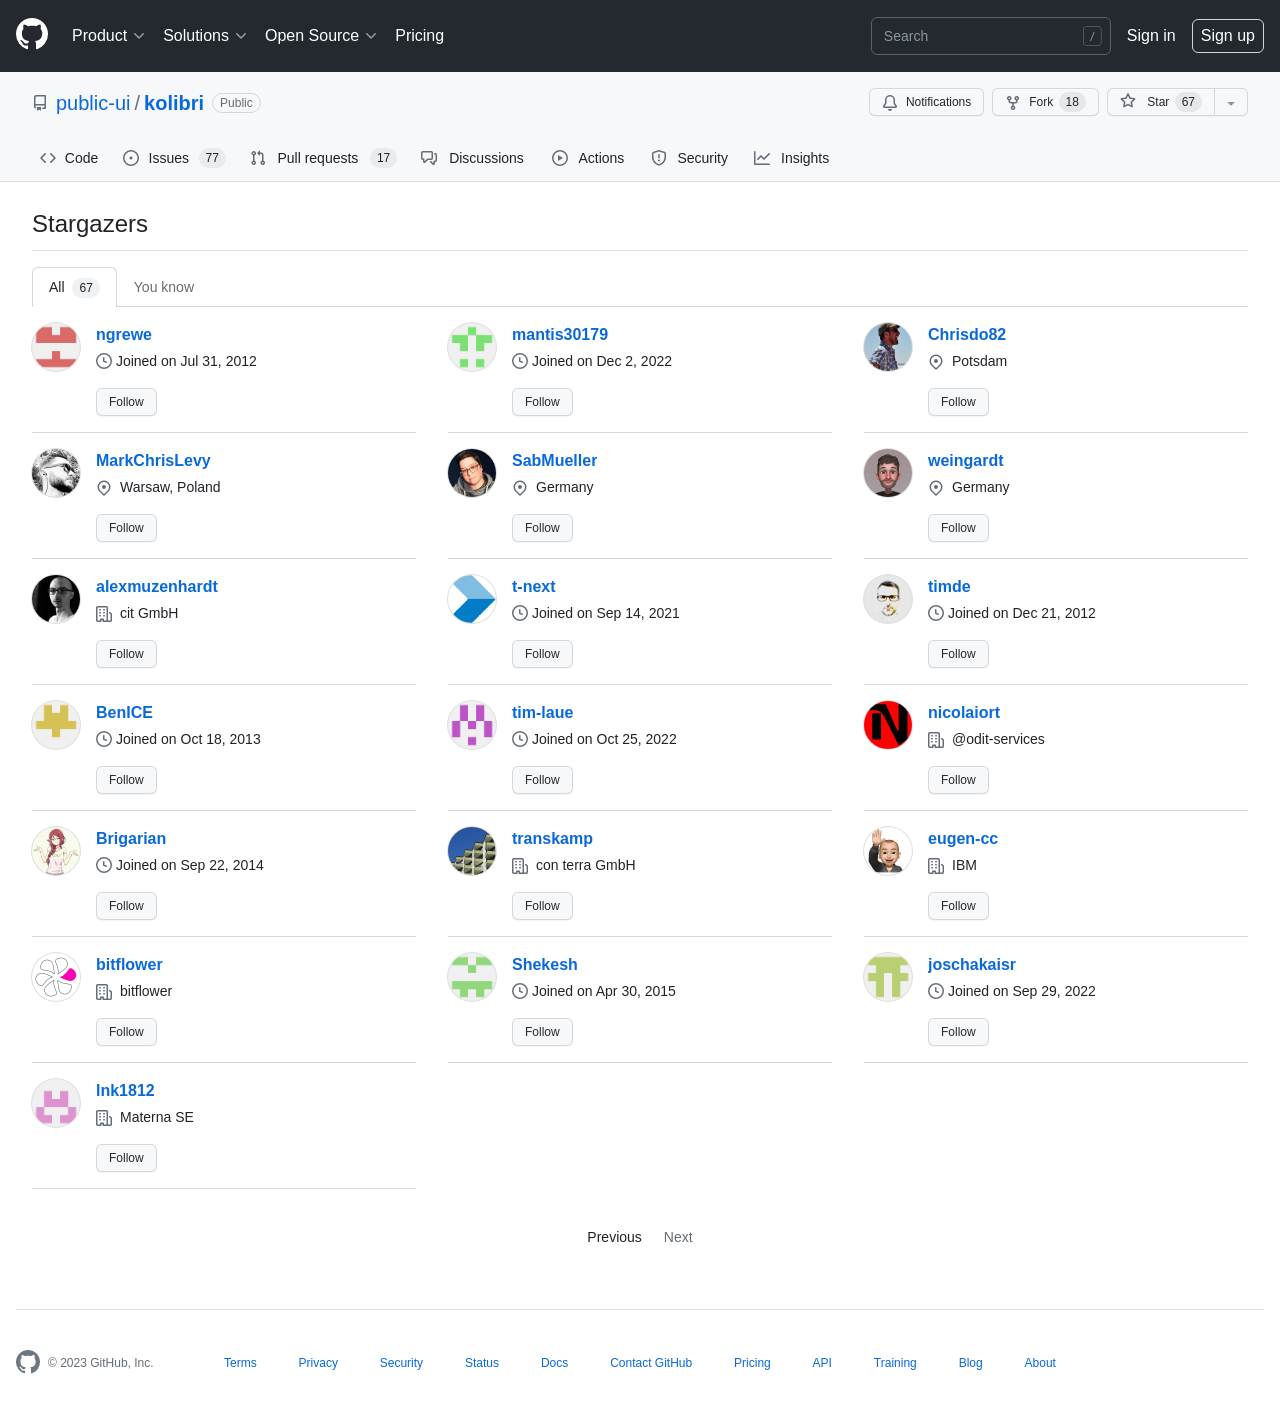 Product Solutions Open Source Pricing Search / Sign in Sign up
public-ui / kolibri Public Notifications Fork 18 Star 67
Code Issues 77 Pull requests 17 Discussions Actions Security Insights
Stargazers
All 67 You know
ngrewe mantis30179 Chrisdo82
Joined on Jul 31, 2012 Joined on Dec 2, 2022 Potsdam
Follow Follow Follow
MarkChrisLevy SabMueller weingardt
Warsaw, Poland Germany Germany
Follow Follow Follow
alexmuzenhardt t-next timde
cit GmbH Joined on Sep 14, 2021 Joined on Dec 21, 2012
Follow Follow Follow
BenICE tim-laue nicolaiort
Joined on Oct 18, 2013 Joined on Oct 25, 2022 @odit-services
Follow Follow Follow
Brigarian transkamp eugen-cc
Joined on Sep 22, 2014 con terra GmbH IBM
Follow Follow Follow
bitflower Shekesh joschakaisr
bitflower Joined on Apr 30, 2015 Joined on Sep 29, 2022
Follow Follow Follow
lnk1812
Materna SE
Follow
Previous Next
© 2023 GitHub, Inc. Terms Privacy Security Status Docs Contact GitHub Pricing API Training Blog About